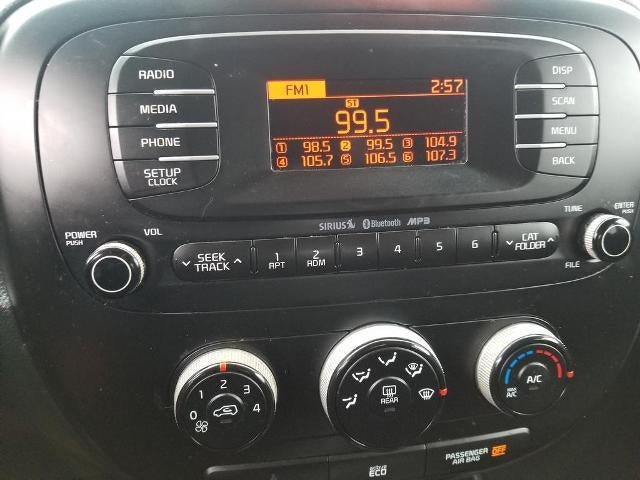 RADIO
MEDIA
PHONE
SETUP
CLOCK
FM1 2:57
ST
99.5
1 98.5 2 99.5 3 104.9
4 105.7 5 106.5 6 107.3
DISP
SCAN
MENU
BACK
SIRIUS Bluetooth MP3
POWER
PUSH
VOL
SEEK
TRACK
1
RPT
2
RDM
3
4
5
6
CAT
FOLDER
TUNE
ENTER
PUSH
FILE
0 1 2 3 4
REAR
MAX
A/C
A/C
ECO
PASSENGER
AIR BAG
OFF